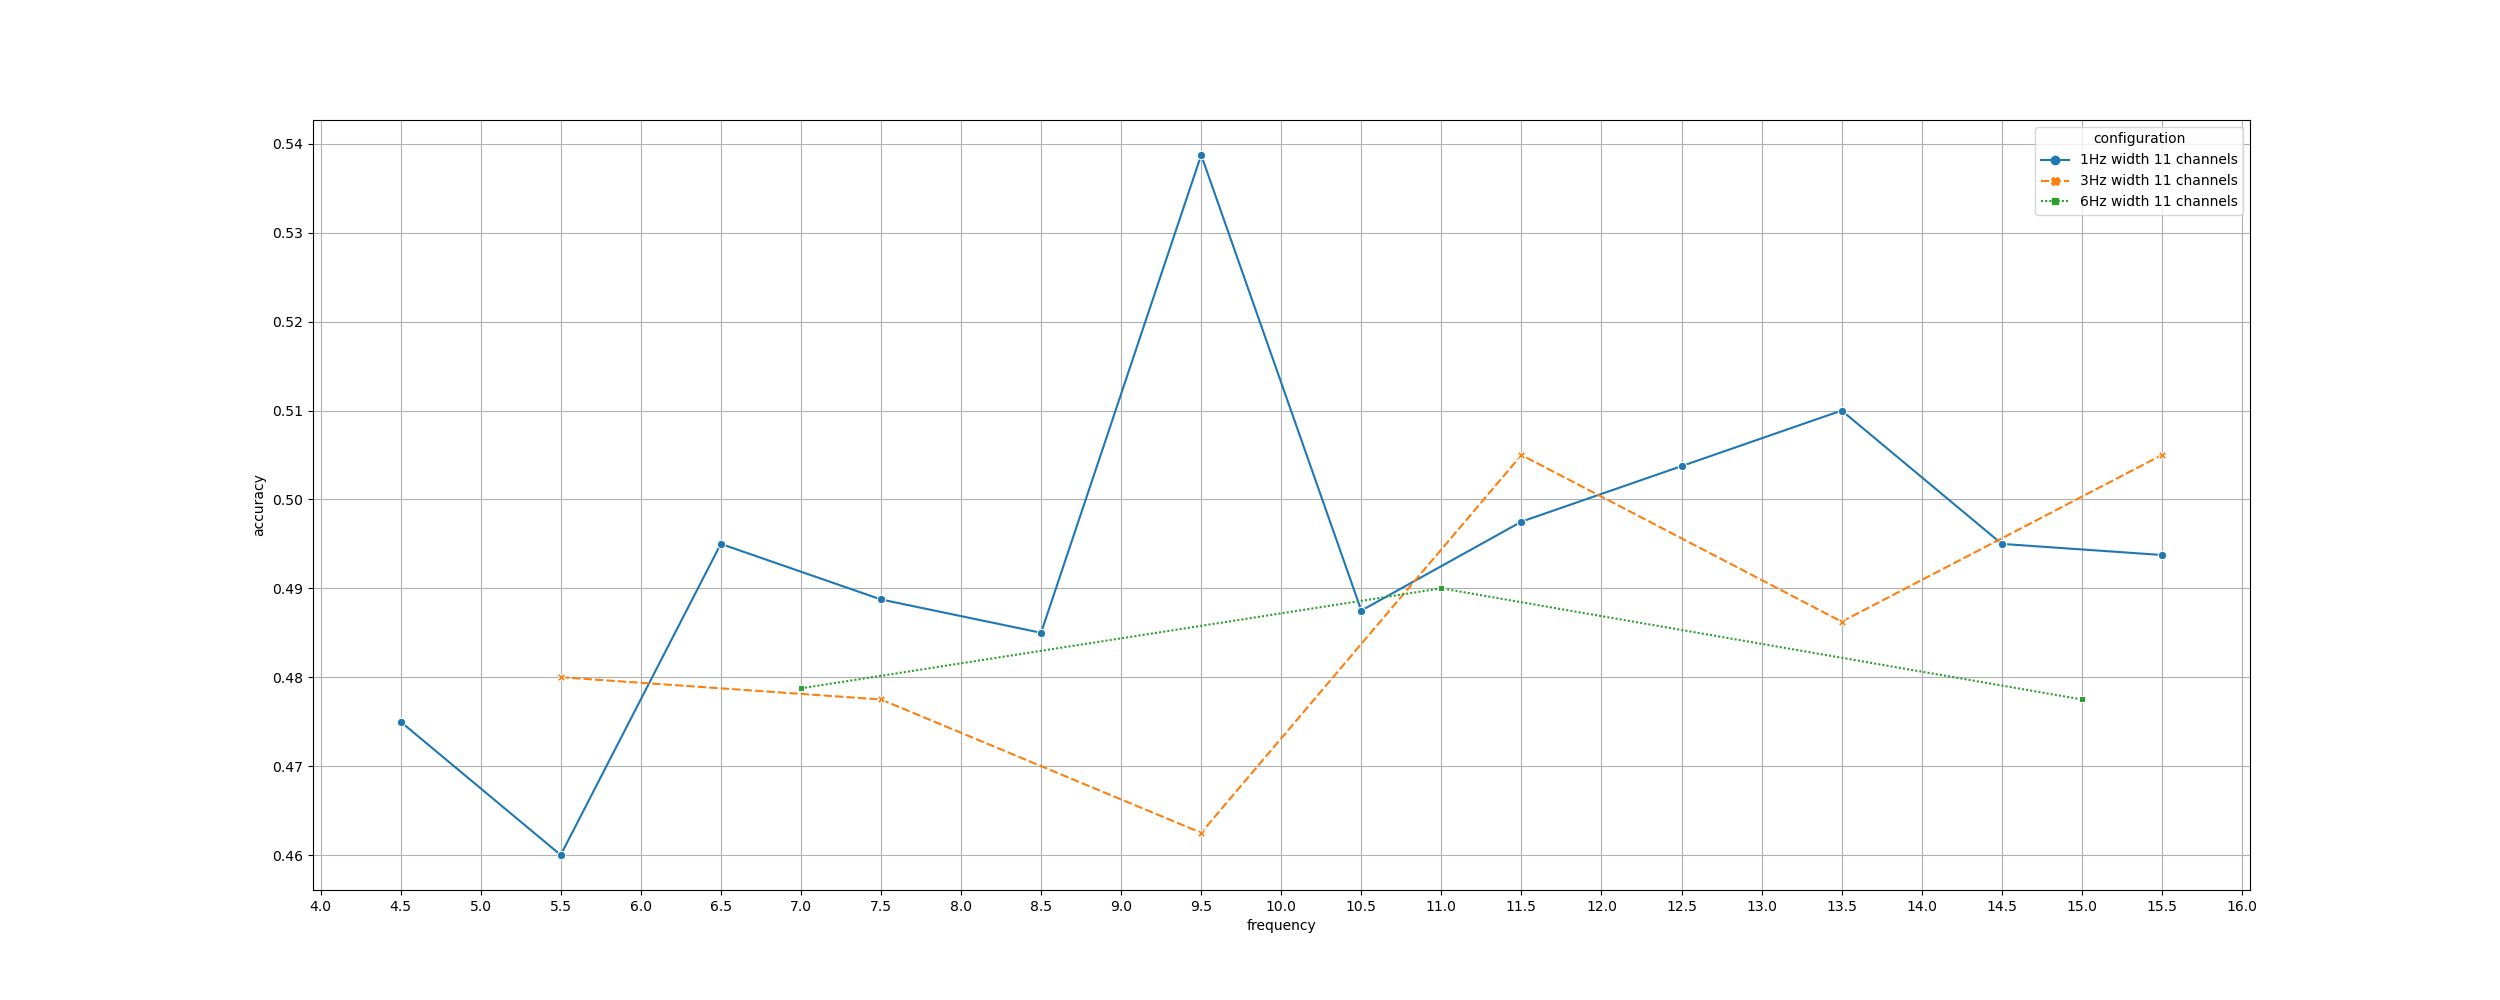 configuration
1Hz width 11 channels
3Hz width 11 channels
6Hz width 11 channels
0.54
0.53
0.52
0.51
0.50
0.49
0.48
0.47
0.46
accuracy
4.0 4.5 5.0 5.5 6.0 6.5 7.0 7.5 8.0 8.5 9.0 9.5 10.0 10.5 11.0 11.5 12.0 12.5 13.0 13.5 14.0 14.5 15.0 15.5 16.0
frequency